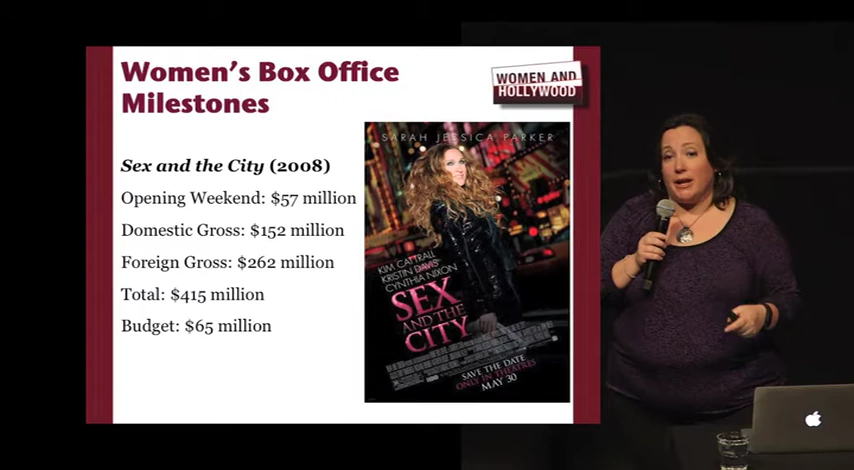 Women's Box Office
Milestones
WOMEN AND
HOLLYWOOD
Sex and the City (2008)
Opening Weekend: $57 million
Domestic Gross: $152 million
Foreign Gross: $262 million
Total: $415 million
Budget: $65 million
SARAH JESSICA PARKER
KIM CATTRALL
KRISTIN DAVIS
CYNTHIA NIXON
SEX
AND THE
CITY
SAVE THE DATE
ONLY IN THEATRES
MAY 30